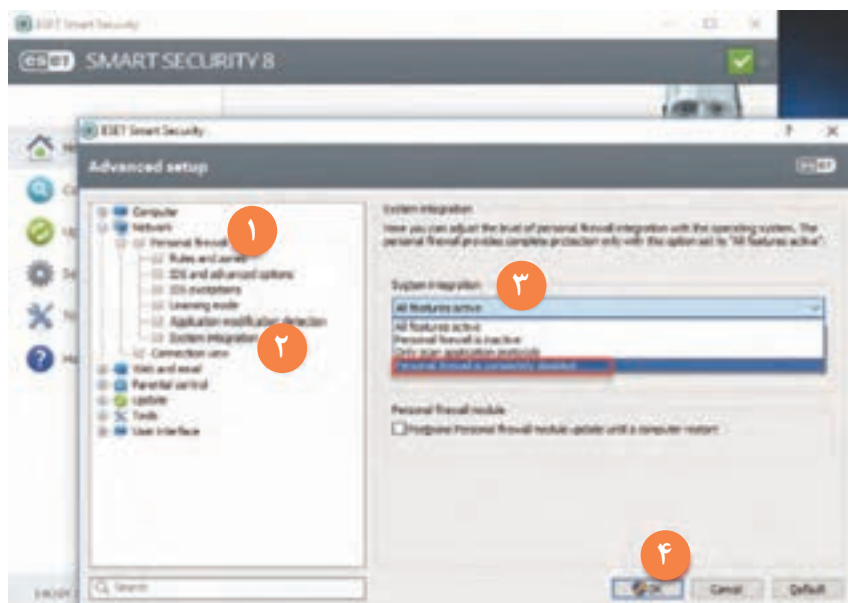 ESET Smart Security
eset SMART SECURITY 8
ESET Smart Security
Advanced setup
eset
Computer
Network
Personal firewall
۱
Rules and zones
IDS and advanced options
IDS exceptions
Learning mode
Application modification detection
System integration
۲
Connection view
Web and email
Parental control
Update
Tools
User interface
Search
System integration
Here you can adjust the level of personal firewall integration with the operating system. The
personal firewall provides complete protection only with this option set to "All features active".
System integration
۳
All features active
All features active
Personal firewall is inactive
Only scan application protocols
Personal firewall is completely disabled
Personal firewall module
Postpone Personal firewall module update until a computer restart
۴
OK
Cancel
Default